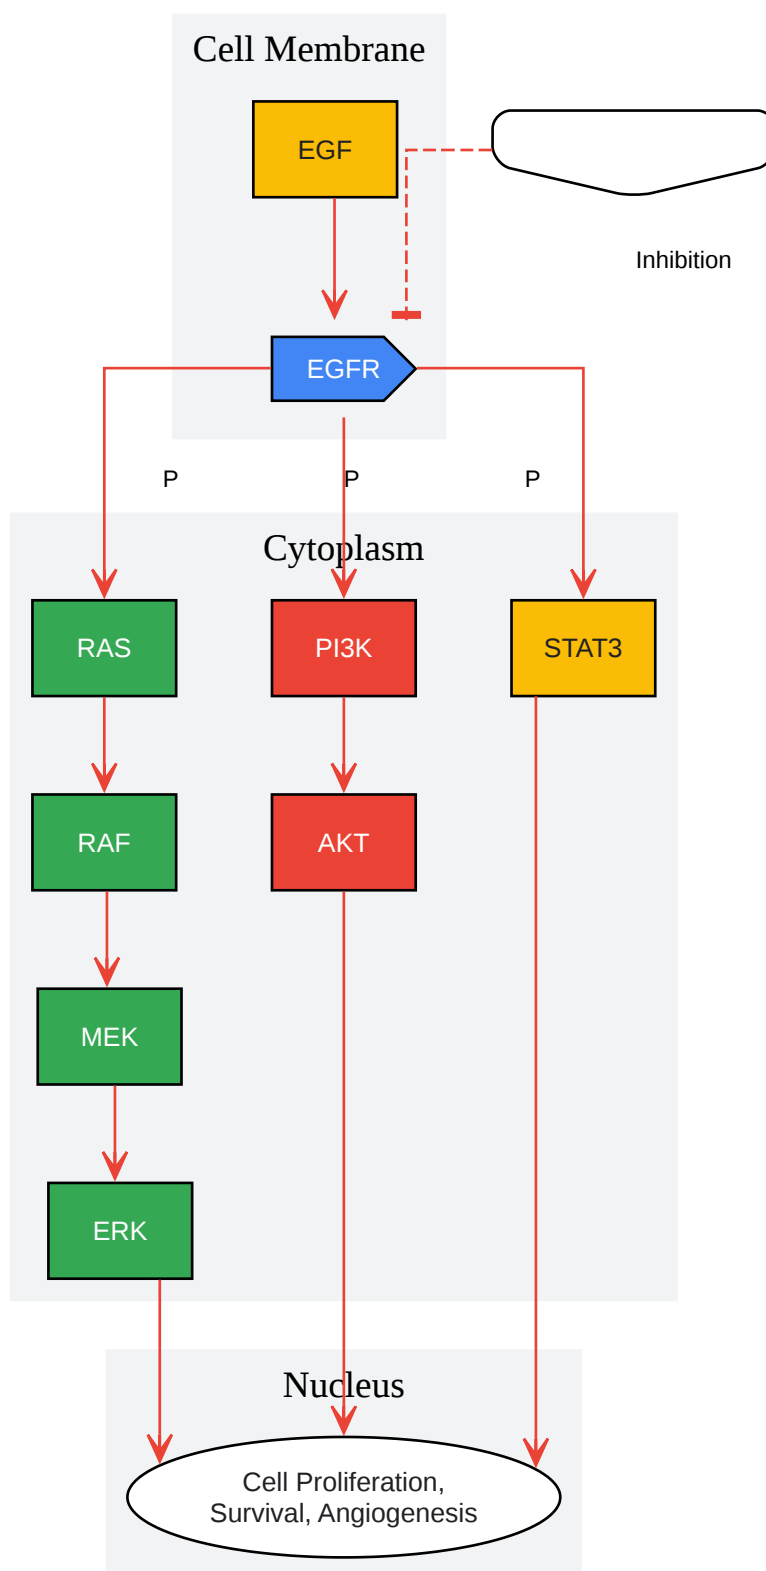 Cell Membrane
EGF
Inhibition
EGFR
P
P
P
Cytoplasm
RAS
PI3K
STAT3
RAF
AKT
MEK
ERK
Nucleus
Cell Proliferation,
Survival, Angiogenesis